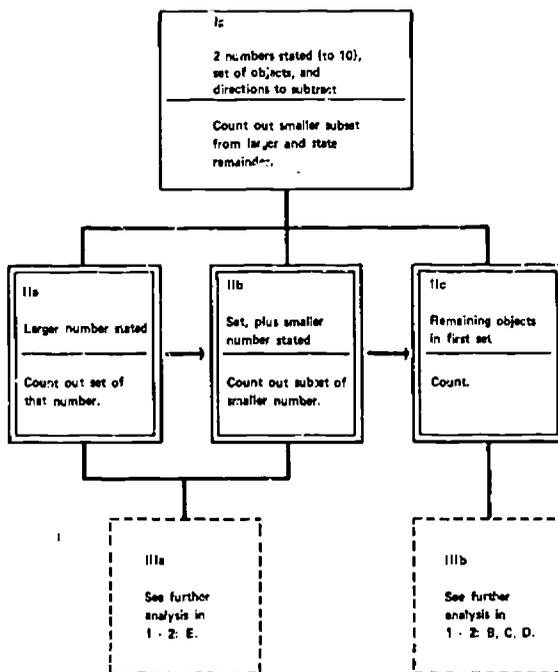 Ia
2 numbers stated (to 10),
set of objects, and
directions to subtract
Count out smaller subset
from larger and state
remainder.
IIa
Larger number stated
Count out set of
that number.
IIb
Set, plus smaller
number stated
Count out subset of
smaller number.
IIc
Remaining objects
in first set
Count.
IIIa
See further
analysis in
1 - 2: E.
IIIb
See further
analysis in
1 - 2: B, C, D.